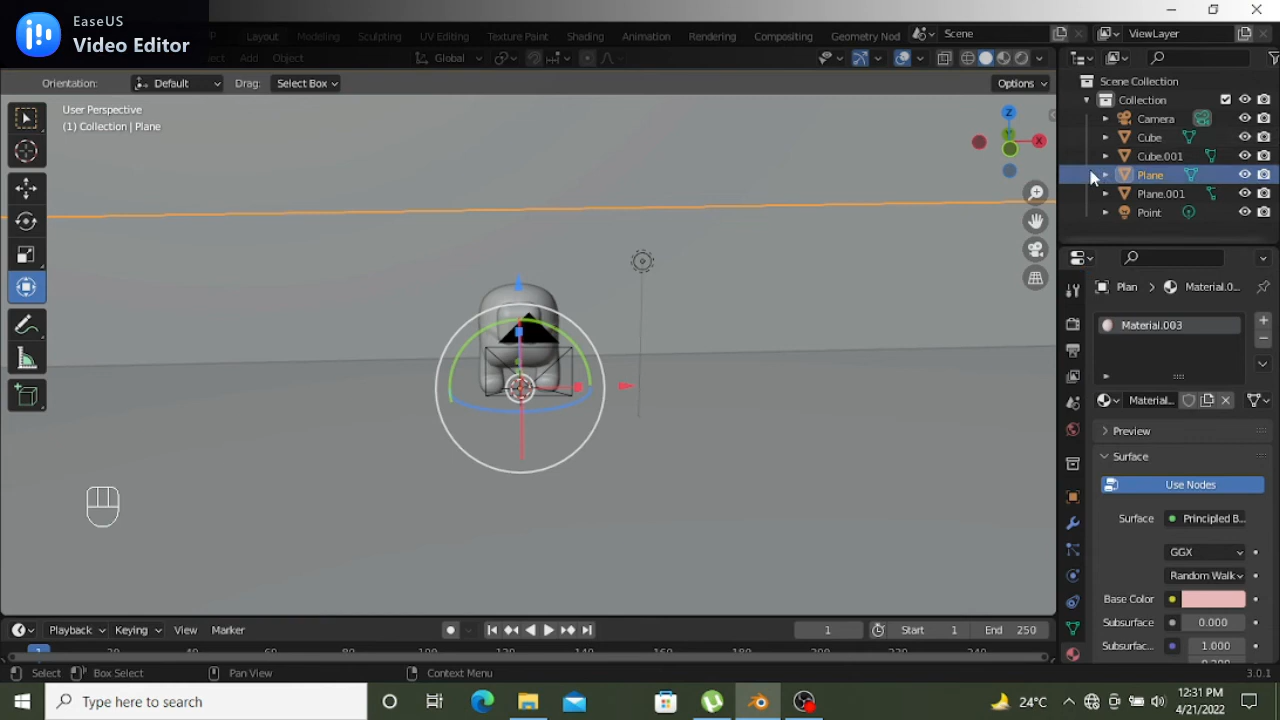 EaseUS
Video Editor
Layout Modeling Sculpting UV Editing Texture Paint Shading Animation Rendering Compositing Geometry Nod Scene ViewLayer
Add Object Global
Orientation: Default Drag: Select Box Options
User Perspective
(1) Collection | Plane
Z
Y
X
Scene Collection
Collection
Camera
Cube
Cube.001
Plane
Plane.001
Point
Plan Material.0...
Material.003
Materia...
Preview
Surface
Use Nodes
Surface Principled B...
GGX
Random Walk
Base Color
Subsurface 0.000
Subsurfac... 1.000
Playback Keying View Marker 1 Start 1 End 250
Select Box Select Pan View Context Menu 3.0.1
Type here to search
24°C
12:31 PM
4/21/2022